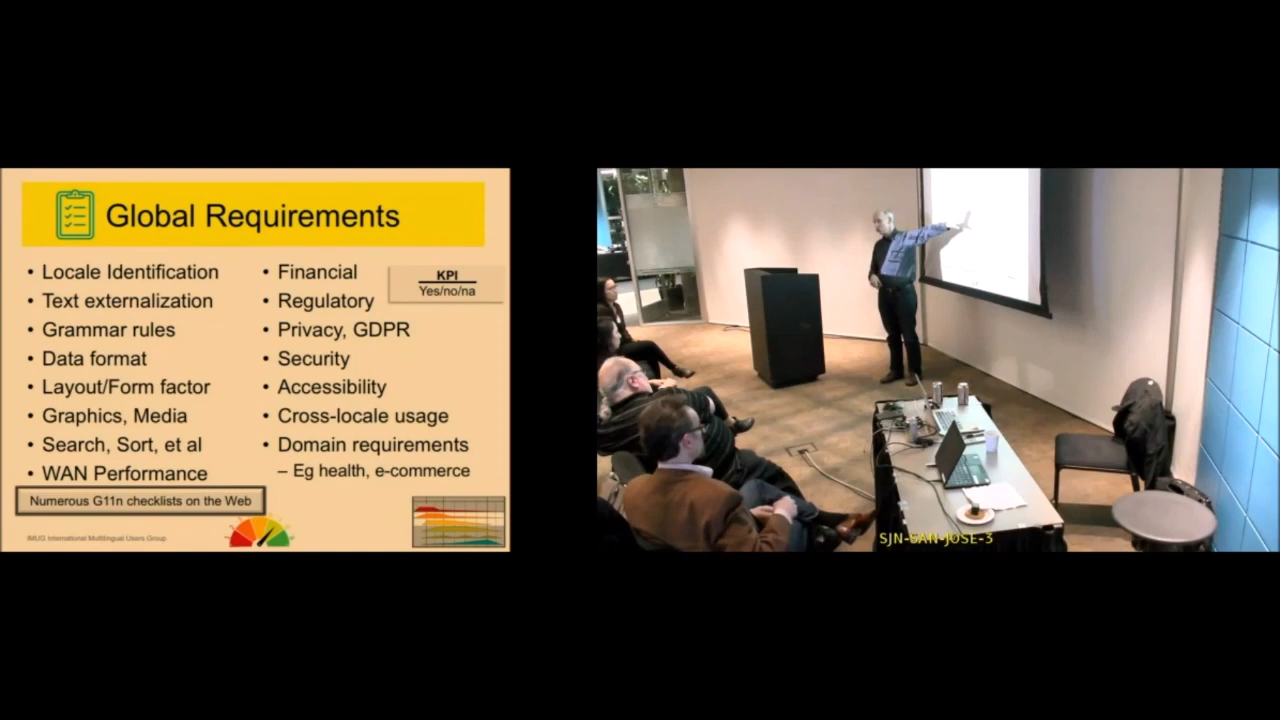 Global Requirements
• Locale Identification
• Text externalization
• Grammar rules
• Data format
• Layout/Form factor
• Graphics, Media
• Search, Sort, et al
• WAN Performance
• Financial
• Regulatory
• Privacy, GDPR
• Security
• Accessibility
• Cross-locale usage
• Domain requirements
– Eg health, e-commerce
KPI
Yes/no/na
Numerous G11n checklists on the Web
IMUG International Multilingual Users Group
SJN-SAN-JOSE-3